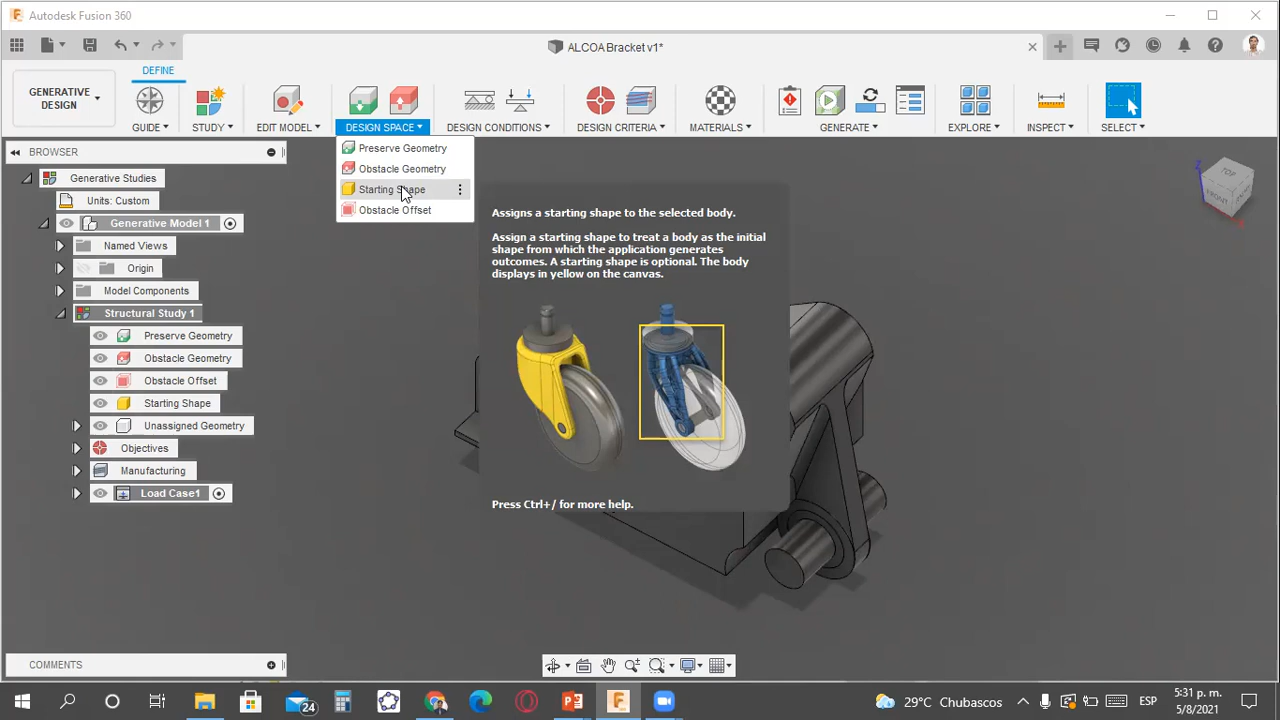 Autodesk Fusion 360
ALCOA Bracket v1*
DEFINE
GENERATIVE
DESIGN
GUIDE
STUDY
EDIT MODEL
DESIGN SPACE
DESIGN CONDITIONS
DESIGN CRITERIA
MATERIALS
GENERATE
EXPLORE
INSPECT
SELECT
BROWSER
Generative Studies
Units: Custom
Generative Model 1
Named Views
Origin
Model Components
Structural Study 1
Preserve Geometry
Obstacle Geometry
Obstacle Offset
Starting Shape
Unassigned Geometry
Objectives
Manufacturing
Load Case1
Preserve Geometry
Obstacle Geometry
Starting Shape
Obstacle Offset
Assigns a starting shape to the selected body.
Assign a starting shape to treat a body as the initial
shape from which the application generates
outcomes. A starting shape is optional. The body
displays in yellow on the canvas.
Press Ctrl+/ for more help.
TOP
FRONT
Z
COMMENTS
24
29°C Chubascos
ESP
5:31 p. m.
5/8/2021